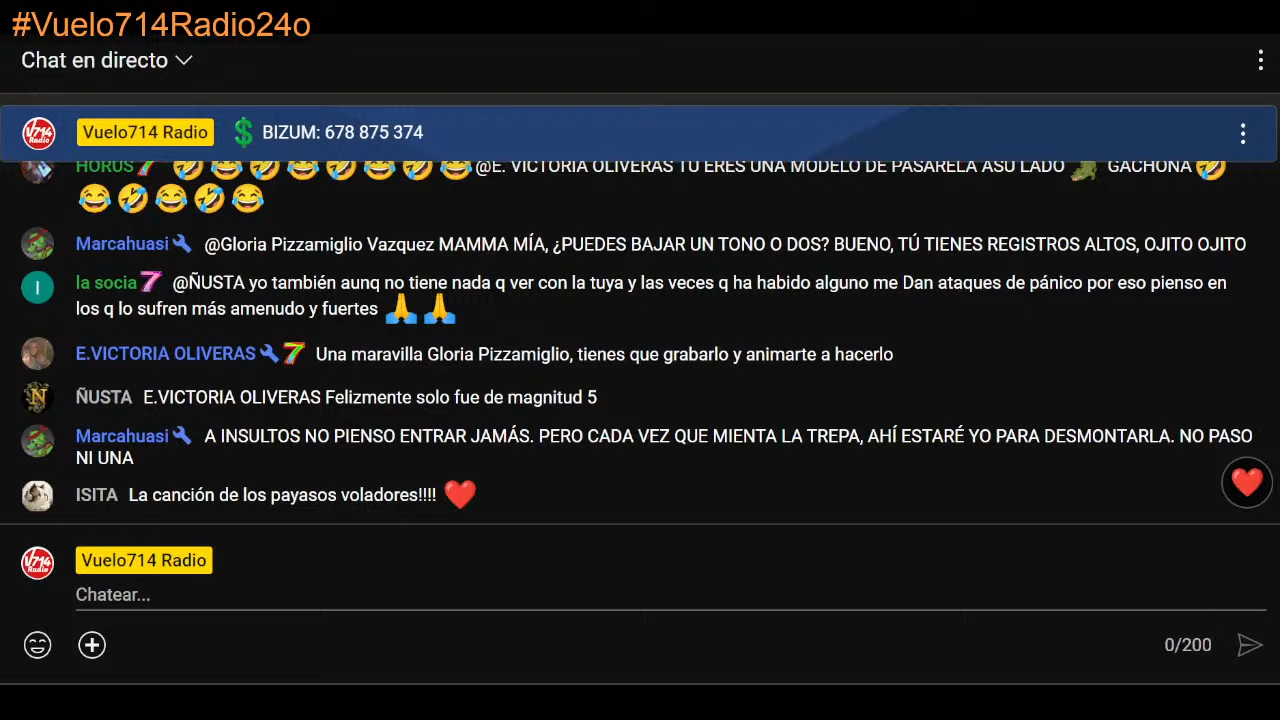 #Vuelo714Radio24o
Chat en directo
Vuelo714 Radio 💲 BIZUM: 678 875 374
HORUS 🤣😂🤣😂🤣😂🤣😂@E. VICTORIA OLIVERAS TU ERES UNA MODELO DE PASARELA ASU LADO 🐊 GACHONA 🤣
😂🤣😂🤣😂
Marcahuasi @Gloria Pizzamiglio Vazquez MAMMA MÍA, ¿PUEDES BAJAR UN TONO O DOS? BUENO, TÚ TIENES REGISTROS ALTOS, OJITO OJITO
la socia @ÑUSTA yo también aunq no tiene nada q ver con la tuya y las veces q ha habido alguno me Dan ataques de pánico por eso pienso en
los q lo sufren más amenudo y fuertes 🙏🙏
E.VICTORIA OLIVERAS Una maravilla Gloria Pizzamiglio, tienes que grabarlo y animarte a hacerlo
ÑUSTA E.VICTORIA OLIVERAS Felizmente solo fue de magnitud 5
Marcahuasi A INSULTOS NO PIENSO ENTRAR JAMÁS. PERO CADA VEZ QUE MIENTA LA TREPA, AHÍ ESTARÉ YO PARA DESMONTARLA. NO PASO
NI UNA
ISITA La canción de los payasos voladores!!!! ❤️
Vuelo714 Radio
Chatear...
0/200